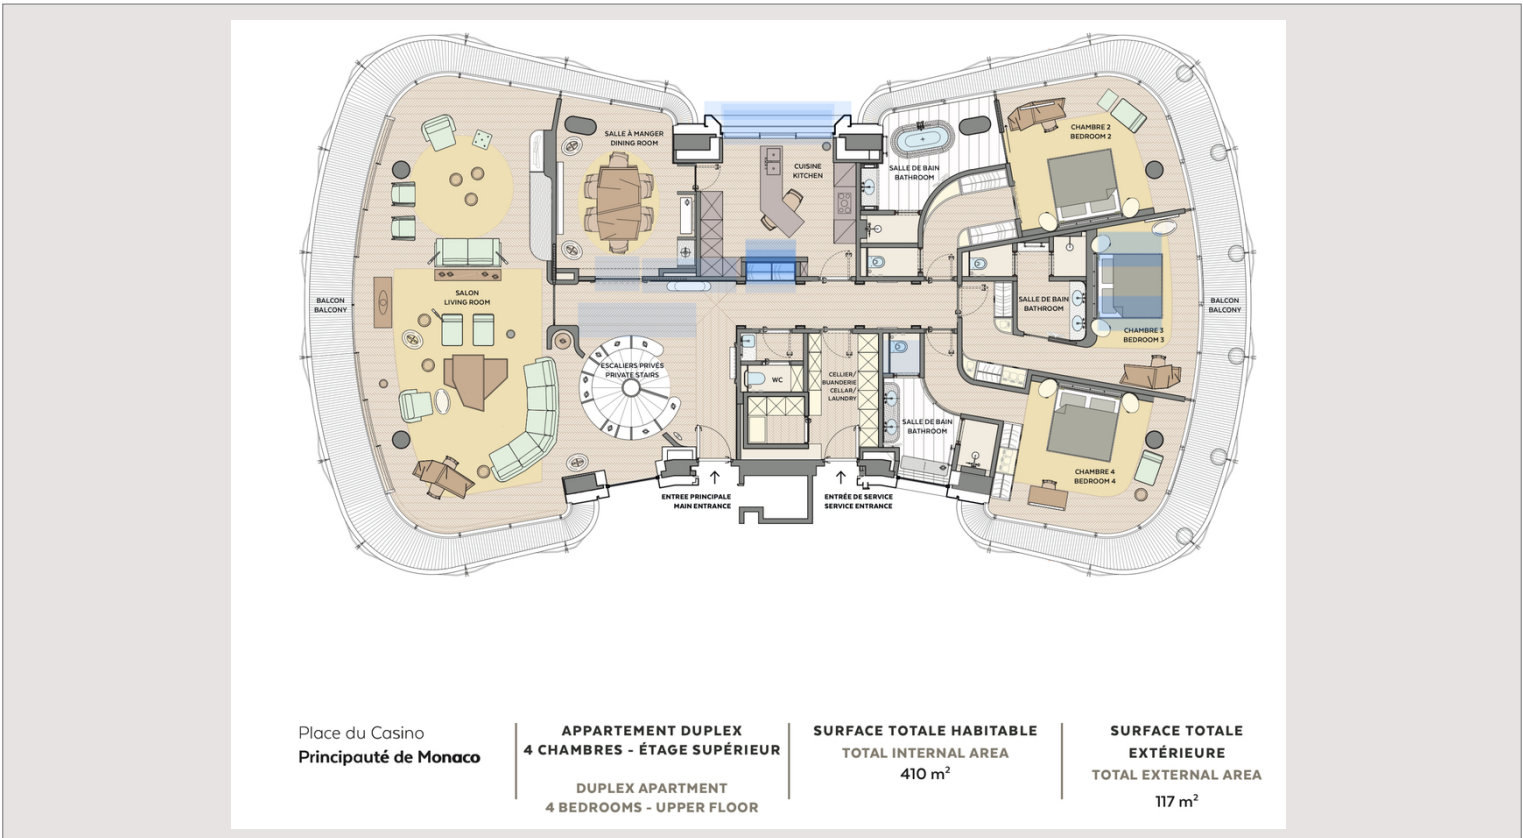 SALLE À MANGER
DINING ROOM
CUISINE
KITCHEN
SALLE DE BAIN
BATHROOM
CHAMBRE 2
BEDROOM 2
BALCON
BALCONY
SALON
LIVING ROOM
SALLE DE BAIN
BATHROOM
CHAMBRE 3
BEDROOM 3
BALCON
BALCONY
ESCALIERS PRIVÉS
PRIVATE STAIRS
WC
CELLIER/
BUANDERIE
CELLAR/
LAUNDRY
SALLE DE BAIN
BATHROOM
CHAMBRE 4
BEDROOM 4
ENTREE PRINCIPALE
MAIN ENTRANCE
ENTRÉE DE SERVICE
SERVICE ENTRANCE
Place du Casino
Principauté de Monaco
APPARTEMENT DUPLEX
4 CHAMBRES - ÉTAGE SUPÉRIEUR
DUPLEX APARTMENT
4 BEDROOMS - UPPER FLOOR
SURFACE TOTALE HABITABLE
TOTAL INTERNAL AREA
410 m²
SURFACE TOTALE
EXTÉRIEURE
TOTAL EXTERNAL AREA
117 m²